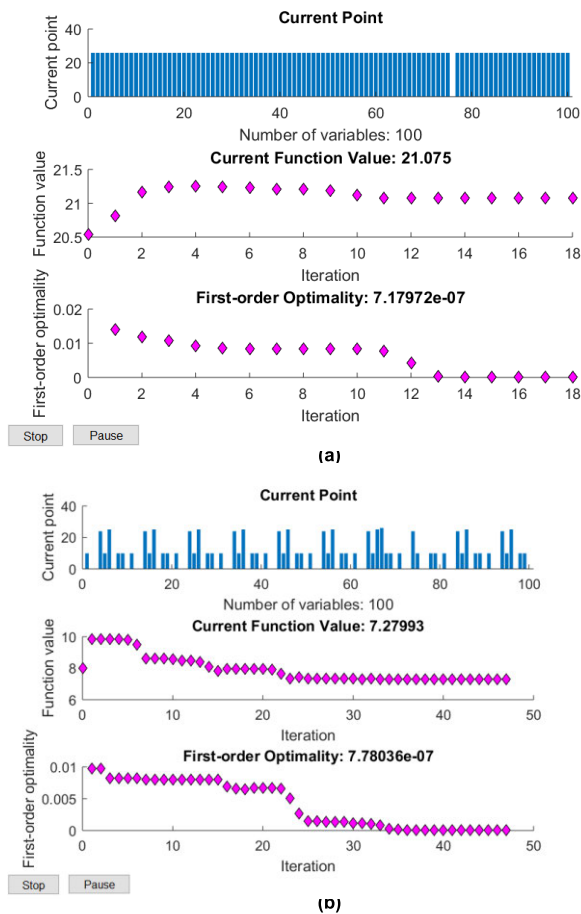 Current Point
Current point
40
20
0
0 20 40 60 80 100
Number of variables: 100
Current Function Value: 21.075
Function value
21.5
21
20.5
0 2 4 6 8 10 12 14 16 18
Iteration
First-order Optimality: 7.17972e-07
First-order optimality
0.02
0.01
0
0 2 4 6 8 10 12 14 16 18
Iteration
Stop Pause
(a)
Current Point
Current point
40
20
0
0 20 40 60 80 100
Number of variables: 100
Current Function Value: 7.27993
Function value
10
8
6
0 10 20 30 40 50
Iteration
First-order Optimality: 7.78036e-07
First-order optimality
0.01
0.005
0
0 10 20 30 40 50
Iteration
Stop Pause
(b)